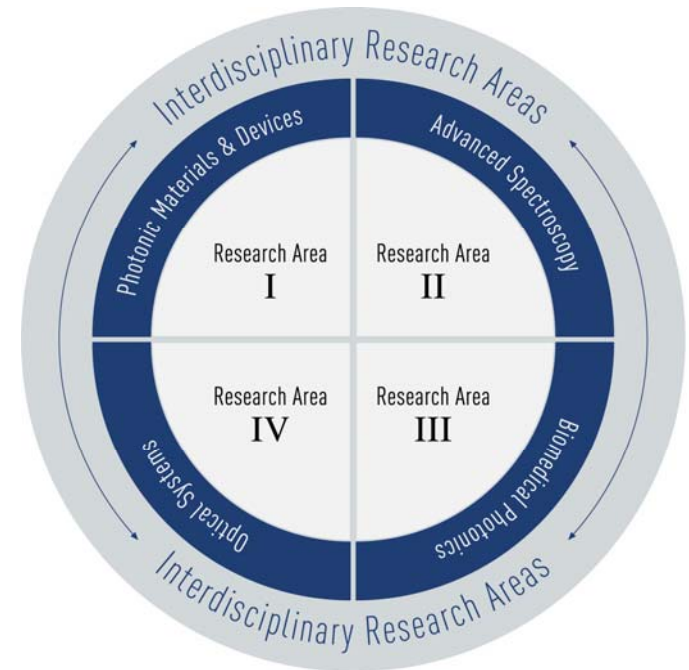 Interdisciplinary Research Areas
Photonic Materials & Devices
Advanced Spectroscopy
Research Area
I
Research Area
II
Research Area
IV
Research Area
III
Optical Systems
Biomedical Photonics
Interdisciplinary Research Areas